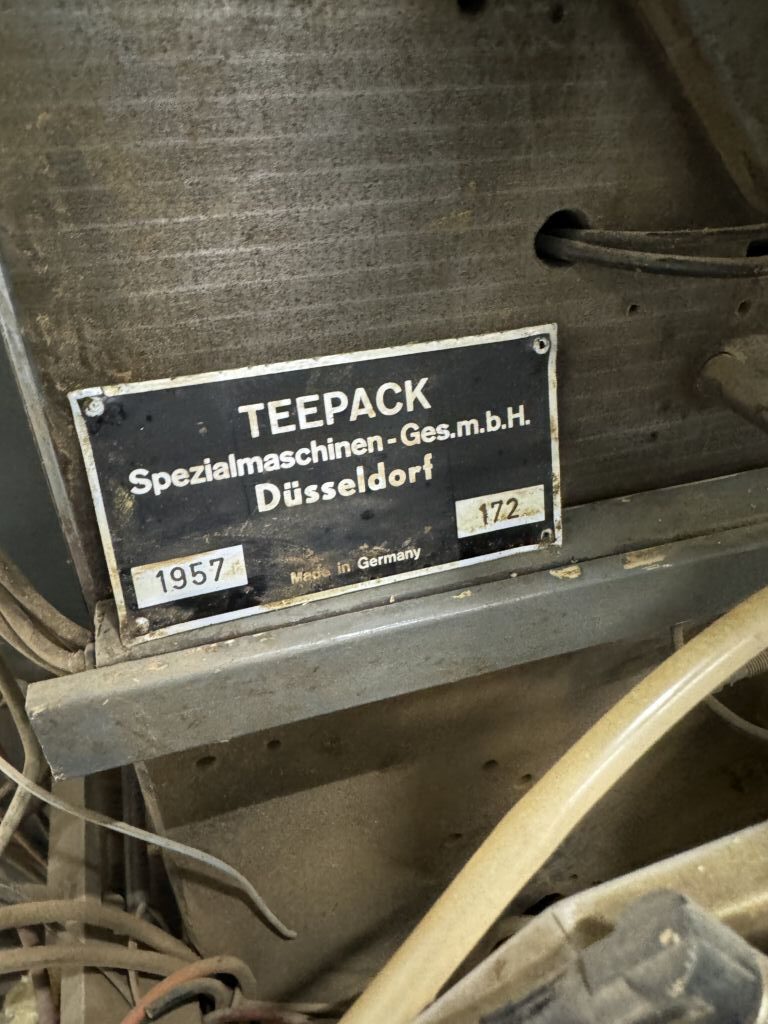 TEEPACK
Spezialmaschinen-Ges.m.b.H.
Düsseldorf
172
1957
Made in Germany